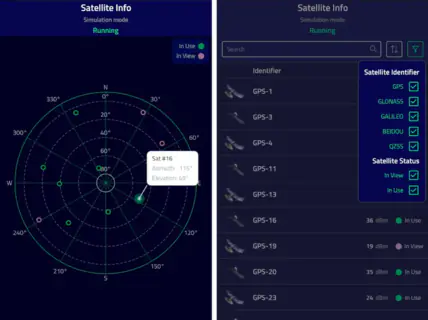 Satellite Info
Simulation mode
Running
In Use
In View
N
0°
30°
330°
20°
300°
40°
60°
60°
80°
Sat #16
Azimuth : 116°
Elevation: 48°
W
240°
120°
210°
150°
S
Satellite Info
Simulation mode
Running
Search
Identifier
GPS-1
GPS-3
GPS-4
GPS-11
GPS-13
GPS-16 36 dBm In Use
GPS-19 19 dBm In View
GPS-20 35 dBm In Use
GPS-23 24 dBm In Use
Satellite Identifier
GPS
GLONASS
GALILEO
BEIDOU
QZSS
Satellite Status
In View
In Use